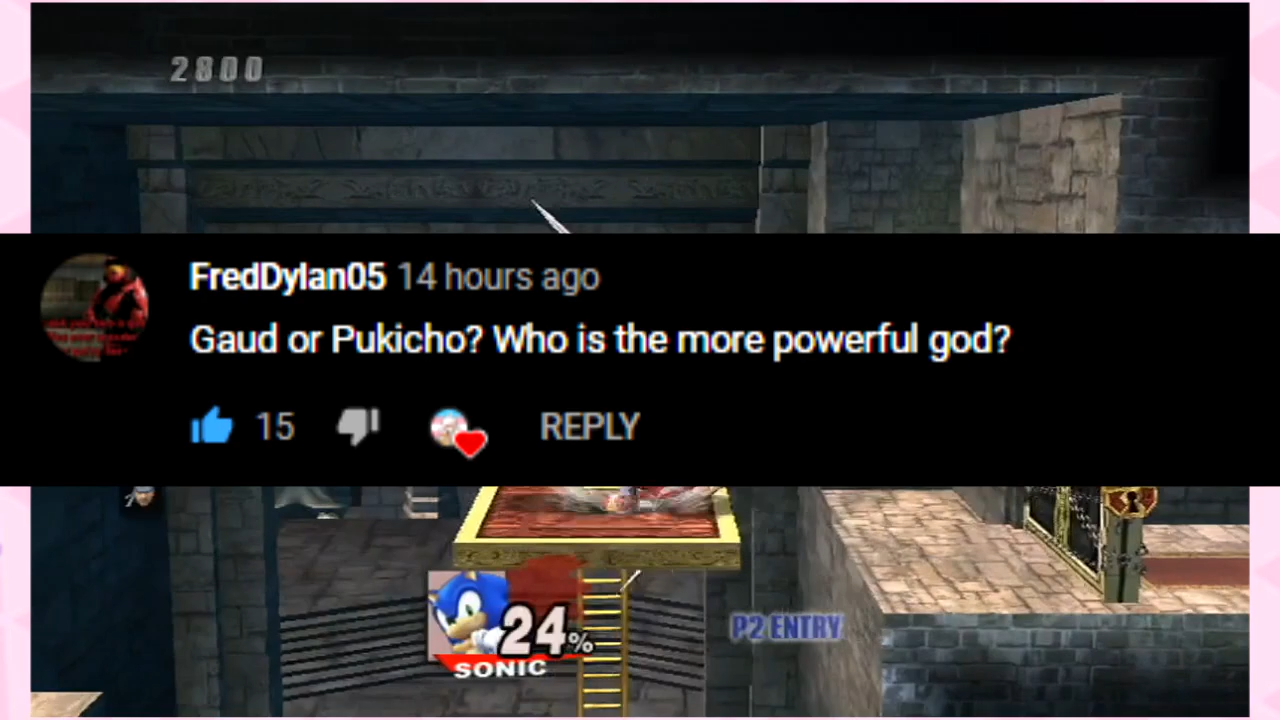 2800
FredDylan05 14 hours ago
Gaud or Pukicho? Who is the more powerful god?
15 REPLY
24%
SONIC
P2 ENTRY